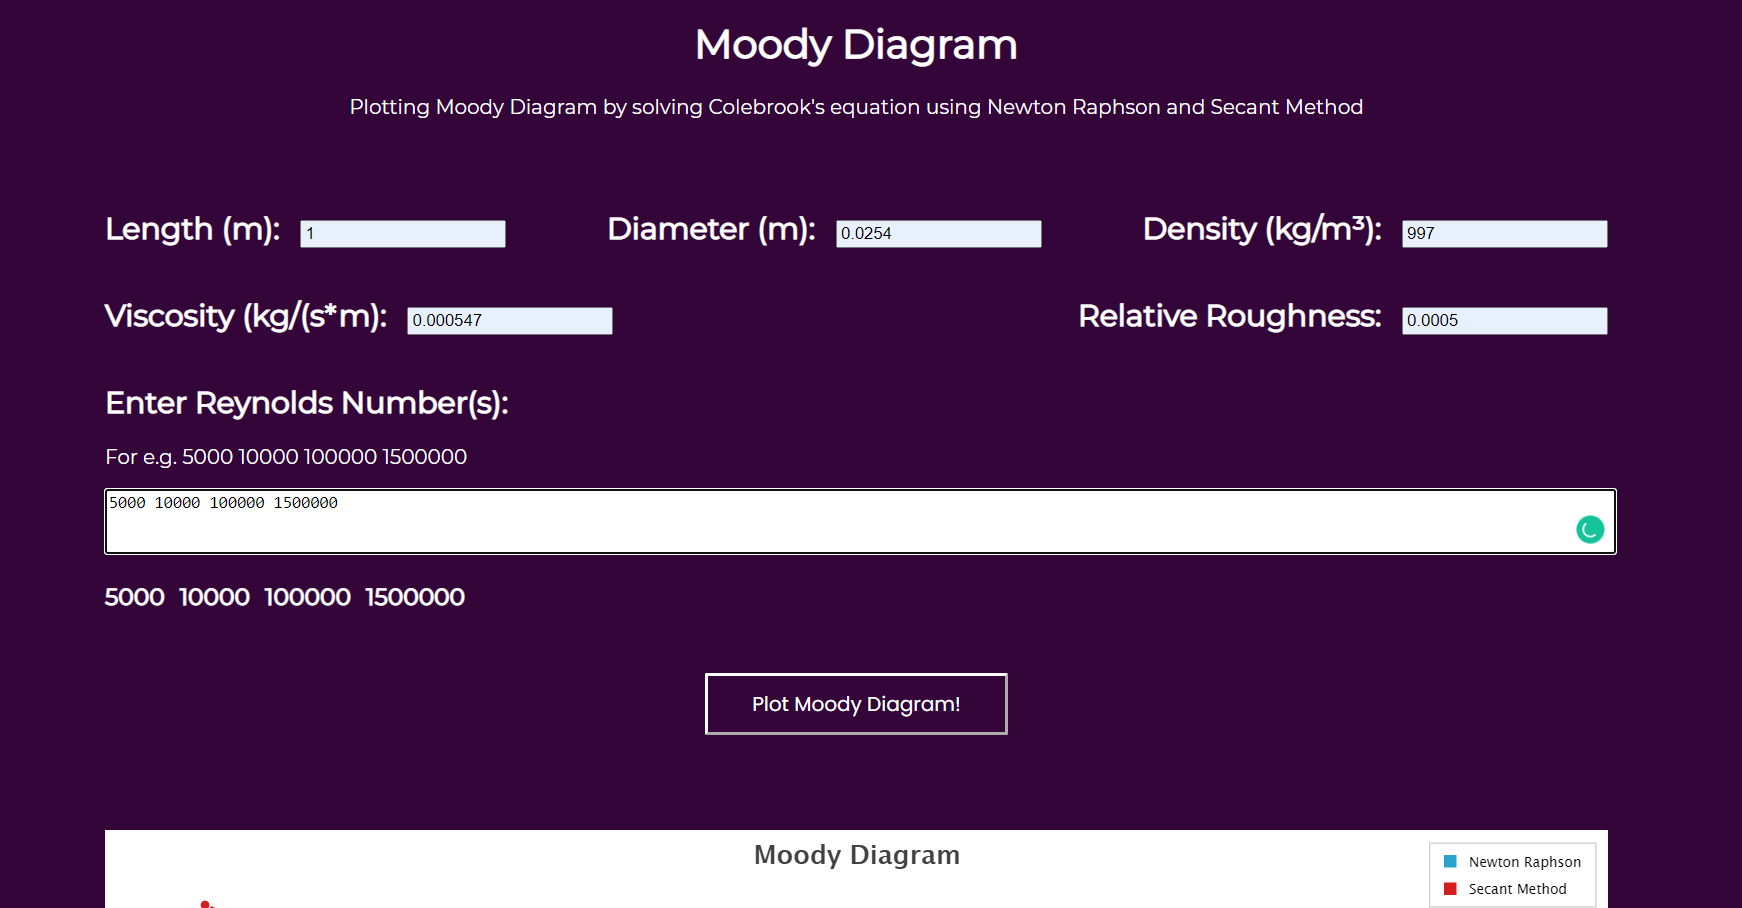 Moody Diagram
Plotting Moody Diagram by solving Colebrook's equation using Newton Raphson and Secant Method
Length (m): 1 Diameter (m): 0.0254 Density (kg/m³): 997
Viscosity (kg/(s*m): 0.000547 Relative Roughness: 0.0005
Enter Reynolds Number(s):
For e.g. 5000 10000 100000 1500000
5000 10000 100000 1500000
5000 10000 100000 1500000
Plot Moody Diagram!
Moody Diagram
Newton Raphson
Secant Method